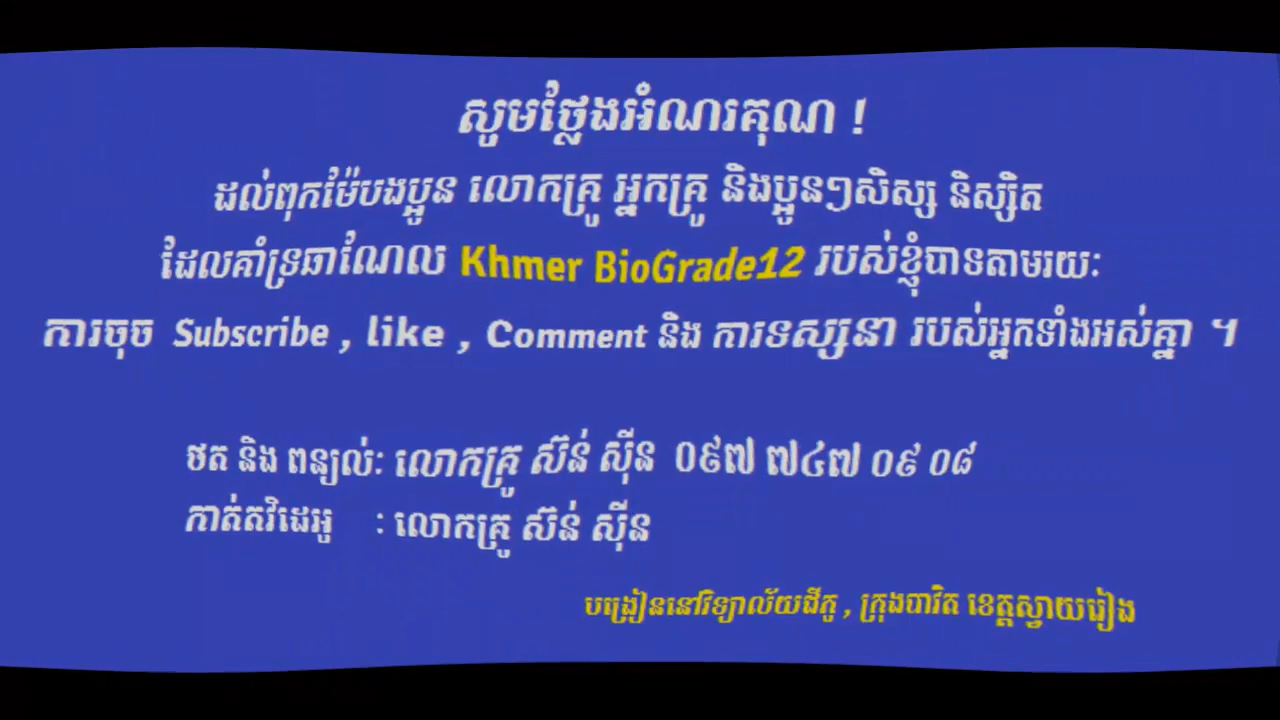 សូមថ្លែងអំណរគុណ !
ដល់ពុកម៉ែបងប្អូន លោកគ្រូ អ្នកគ្រូ និងប្អូនៗសិស្ស និស្សិត
ដែលគាំទ្រឆាណែល Khmer BioGrade12 របស់ខ្ញុំបាទតាមរយៈ
ការចុច Subscribe , like , Comment និង ការទស្សនា របស់អ្នកទាំងអស់គ្នា ។
ថត និង ពន្យល់: លោកគ្រូ ស៊ន់ ស៊ីន ០៩៧ ៧៤៧ ០៩ ០៨
កាត់តវិដេអូ : លោកគ្រូ ស៊ន់ ស៊ីន
បង្រៀននៅវិទ្យាល័យជីភូ , ក្រុងបាវិត ខេត្តស្វាយរៀង